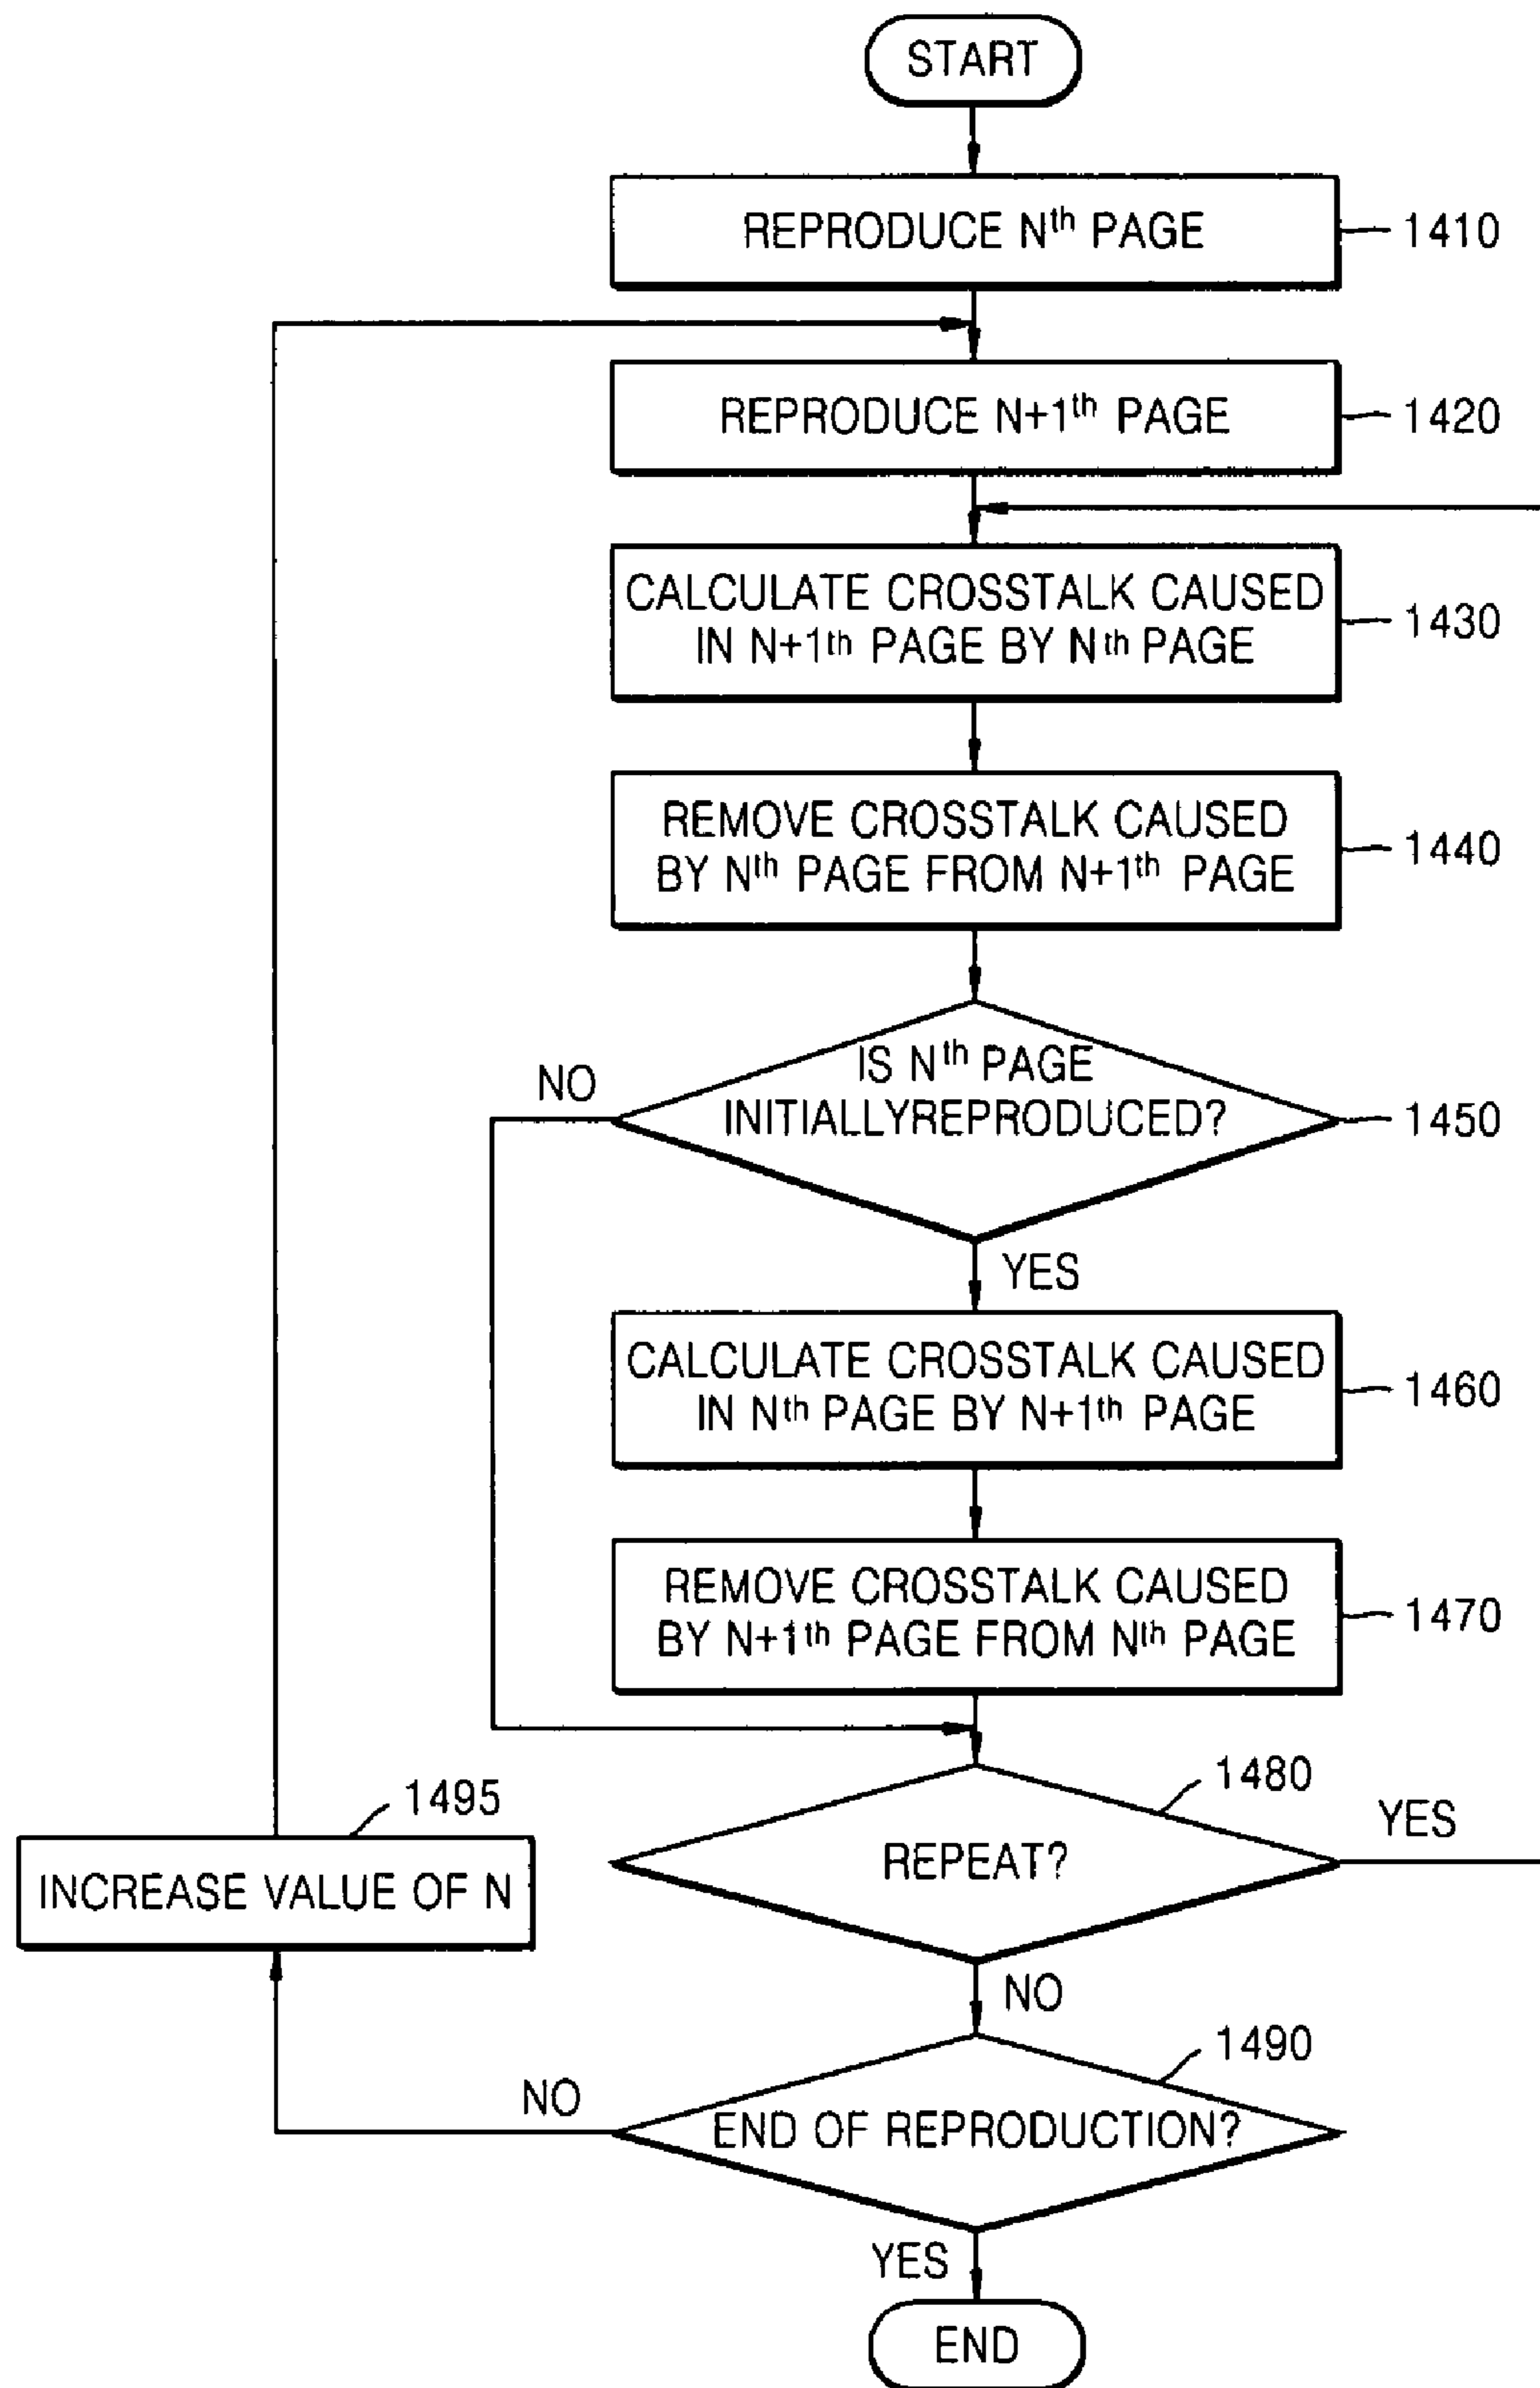 START
REPRODUCE Nth PAGE
1410
REPRODUCE N+1th PAGE
1420
CALCULATE CROSSTALK CAUSED
IN N+1th PAGE BY Nth PAGE
1430
REMOVE CROSSTALK CAUSED
BY Nth PAGE FROM N+1th PAGE
1440
IS Nth PAGE
INITIALLYREPRODUCED?
NO
1450
YES
CALCULATE CROSSTALK CAUSED
IN Nth PAGE BY N+1th PAGE
1460
REMOVE CROSSTALK CAUSED
BY N+1th PAGE FROM Nth PAGE
1470
1480
REPEAT?
YES
1495
INCREASE VALUE OF N
NO
1490
END OF REPRODUCTION?
NO
YES
END